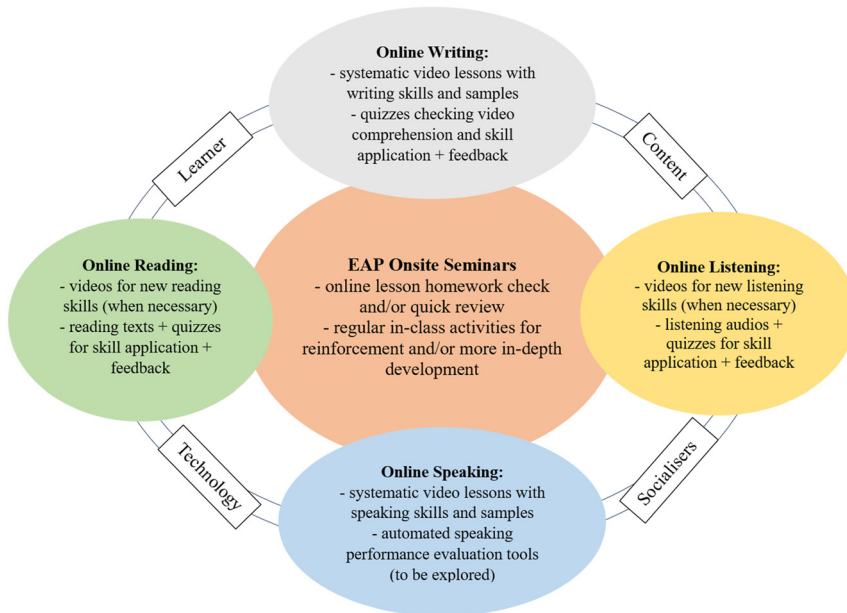 Online Writing:
- systematic video lessons with
writing skills and samples
- quizzes checking video
comprehension and skill
application + feedback
Learner
Content
Online Reading:
- videos for new reading
skills (when necessary)
- reading texts + quizzes
for skill application +
feedback
EAP Onsite Seminars
- online lesson homework check
and/or quick review
- regular in-class activities for
reinforcement and/or more in-depth
development
Online Listening:
- videos for new listening
skills (when necessary)
- listening audios +
quizzes for skill
application + feedback
Technology
Socialisers
Online Speaking:
- systematic video lessons with
speaking skills and samples
- automated speaking
performance evaluation tools
(to be explored)